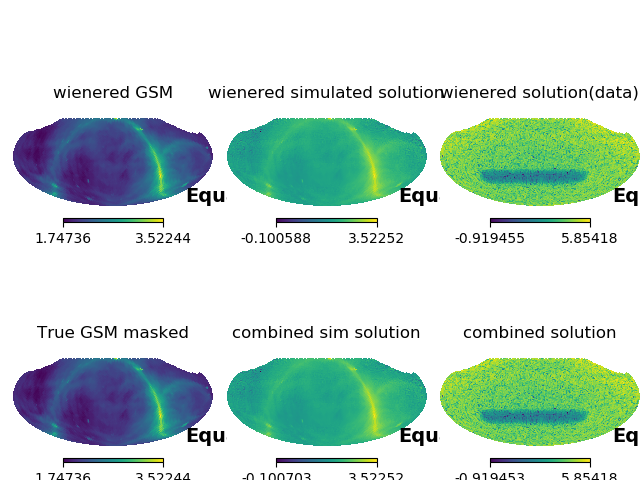 wienered GSM
wienered simulated solution
wienered solution(data)
Equ
Equ
Eq
1.74736
3.52244
-0.100588
3.52252
-0.919455
5.85418
True GSM masked
combined sim solution
combined solution
Equ
Equ
Eq
1.74736
3.52244
-0.100703
3.52252
-0.919453
5.85418